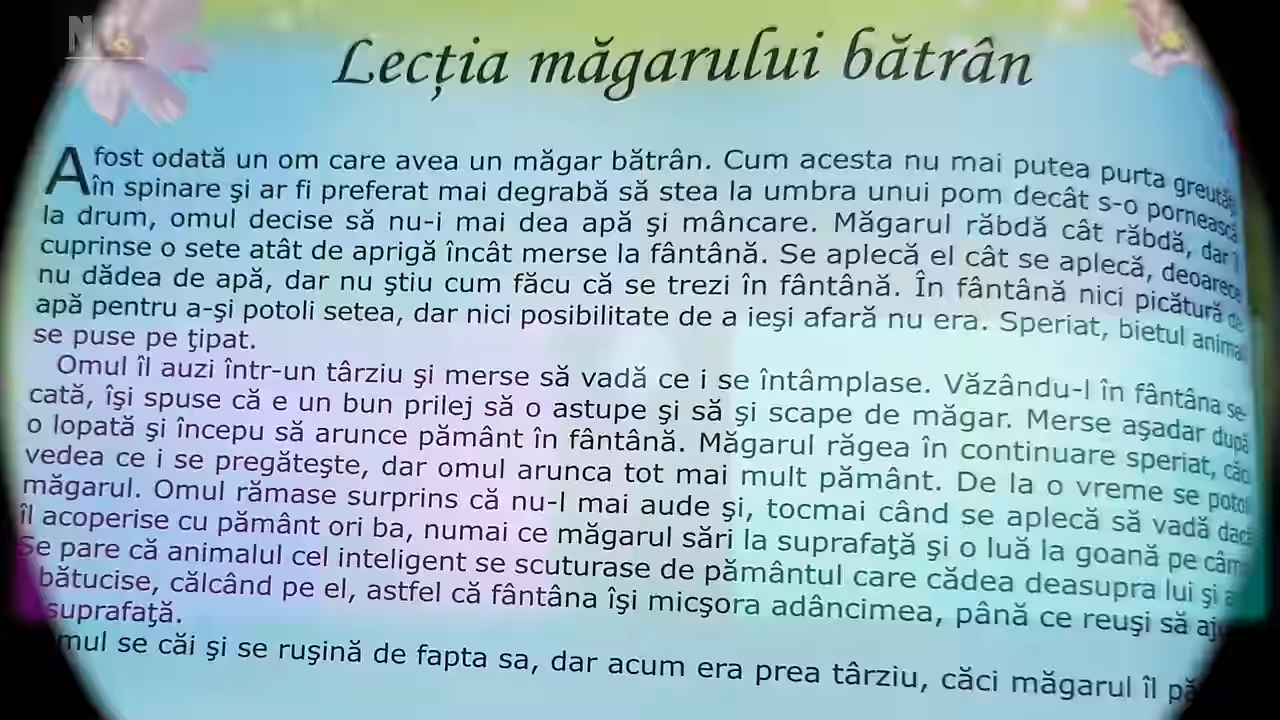 Lecția măgarului bătrân
A fost odată un om care avea un măgar bătrân. Cum acesta nu mai putea purta
în spinare şi ar fi preferat mai degrabă să stea la umbra unui pom decât s-o pornească
la drum, omul decise să nu-i mai dea apă şi mâncare. Măgarul răbdă cât răbdă, dar
cuprinse o sete atât de aprigă încât merse la fântână. Se aplecă el cât se aplecă, deoarece
nu dădea de apă, dar nu ştiu cum făcu că se trezi în fântână. În fântână nici picătură de
apă pentru a-şi potoli setea, dar nici posibilitate de a ieşi afară nu era. Speriat, bietul
se puse pe ţipat.
Omul îl auzi într-un târziu şi merse să vadă ce i se întâmplase. Văzându-l în fântâna se-
cată, îşi spuse că e un bun prilej să o astupe şi să şi scape de măgar. Merse aşadar după
o lopată şi începu să arunce pământ în fântână. Măgarul răgea în continuare speriat,
vedea ce i se pregăteşte, dar omul arunca tot mai mult pământ. De la o vreme se
măgarul. Omul rămase surprins că nu-l mai aude şi, tocmai când se aplecă să vadă dacă
îl acoperise cu pământ ori ba, numai ce măgarul sări la suprafaţă şi o luă la goană pe
Se pare că animalul cel inteligent se scuturase de pământul care cădea deasupra lui şi
bătucise, călcând pe el, astfel că fântâna îşi micşora adâncimea, până ce reuşi să
suprafaţă.
se căi şi se ruşină de fapta sa, dar acum era prea târziu, căci măgarul îl